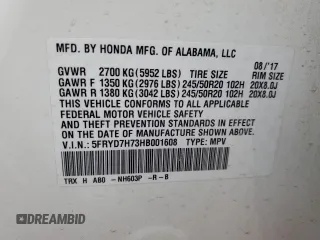 MFD. BY HONDA MFG. OF ALABAMA, LLC
08/'17
GVWR 2700 KG (5952 LBS) TIRE SIZE RIM SIZE
GAWR F 1350 KG (2976 LBS) 245/50R20 102H 20X8.0J
GAWR R 1380 KG (3042 LBS) 245/50R20 102H 20X8.0J
THIS VEHICLE CONFORMS TO ALL APPLICABLE
FEDERAL MOTOR VEHICLE SAFETY AND
THEFT PREVENTION STANDARDS IN EFFECT ON
THE DATE OF MANUFACTURE SHOWN ABOVE.
V.I.N.: 5FRYD7H73HB001608 TYPE: MPV
TRX H AB0 -NH603P -R-B
DREAMBID
DREAMBID.COM